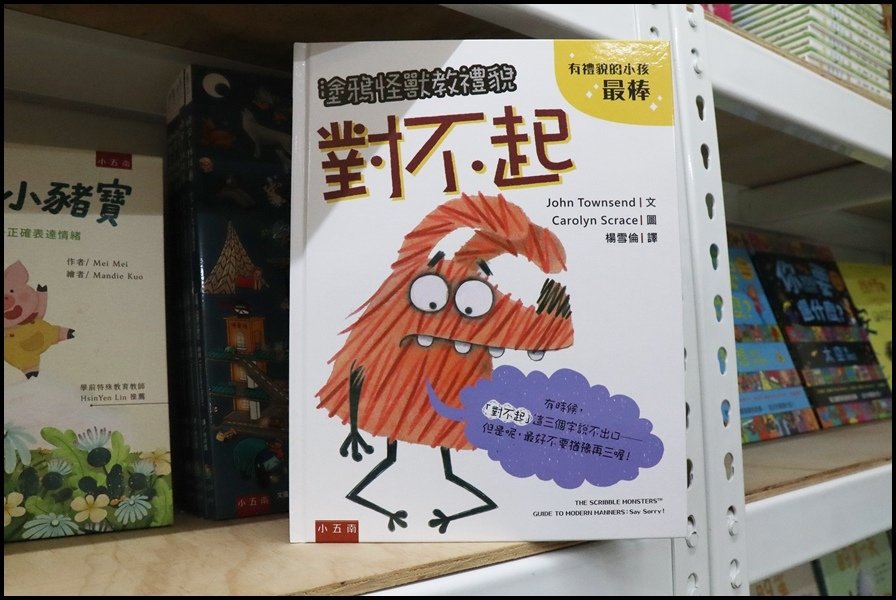 小五南
小豬寶
正確表達情緒
作者/ Mei Mei
繪者/ Mandie Kuo
學前特殊教育教師
HsinYen Lin 推薦
小五南
有禮貌的小孩
最棒
塗鴉怪獸教禮貌
對不起
John Townsend|文
Carolyn Scrace|圖
楊雪倫|譯
有時候，
「對不起」這三個字說不出口——
但是呢，最好不要猶豫再三喔！
THE SCRIBBLE MONSTERS™
GUIDE TO MODERN MANNERS: Say Sorry!
小五南